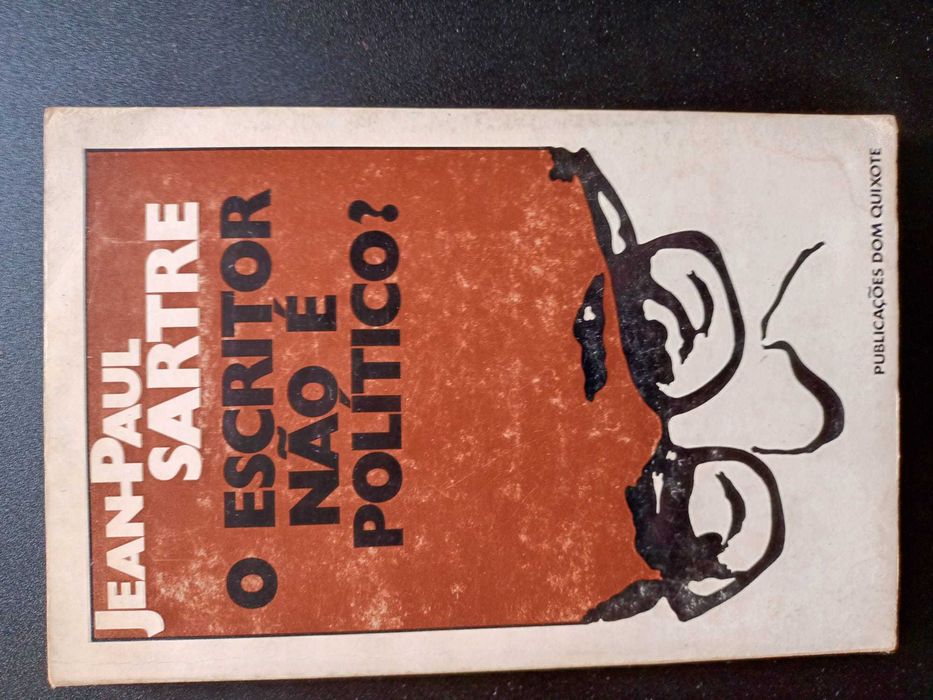 JEAN-PAUL
SARTRE
O ESCRITOR
NÃO É
POLÍTICO?
PUBLICAÇÕES DOM QUIXOTE